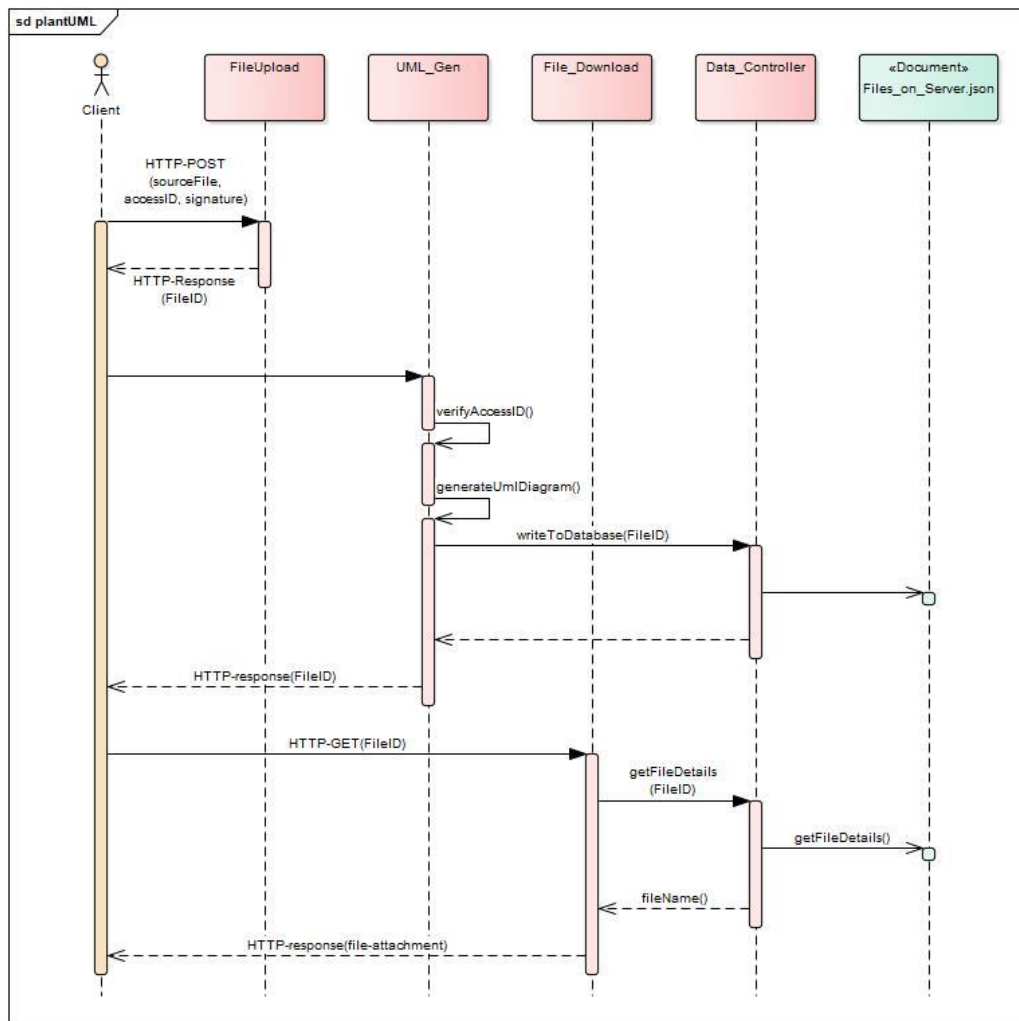 sd plantUML
Client
FileUpload
UML_Gen
File_Download
Data_Controller
«Document»
Files_on_Server.json
HTTP-POST
(sourceFile,
accessID, signature)
HTTP-Response
(FileID)
verifyAccessID()
generateUmlDiagram()
writeToDatabase(FileID)
HTTP-response(FileID)
HTTP-GET(FileID)
getFileDetails
(FileID)
getFileDetails()
fileName()
HTTP-response(file-attachment)